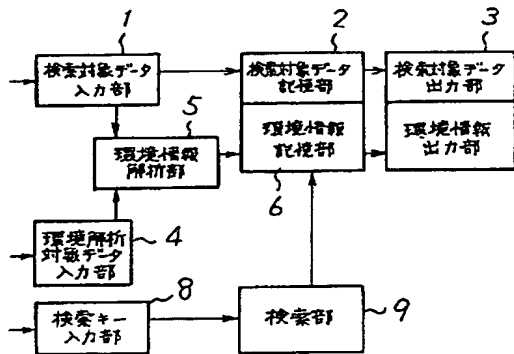 1
2
3
検索対象データ
入力部
検索対象データ
記憶部
検索対象データ
出力部
5
環境情報
解析部
環境情報
記憶部
環境情報
出力部
6
環境解析
対象データ
入力部
4
8
検索キー
入力部
検索部
9